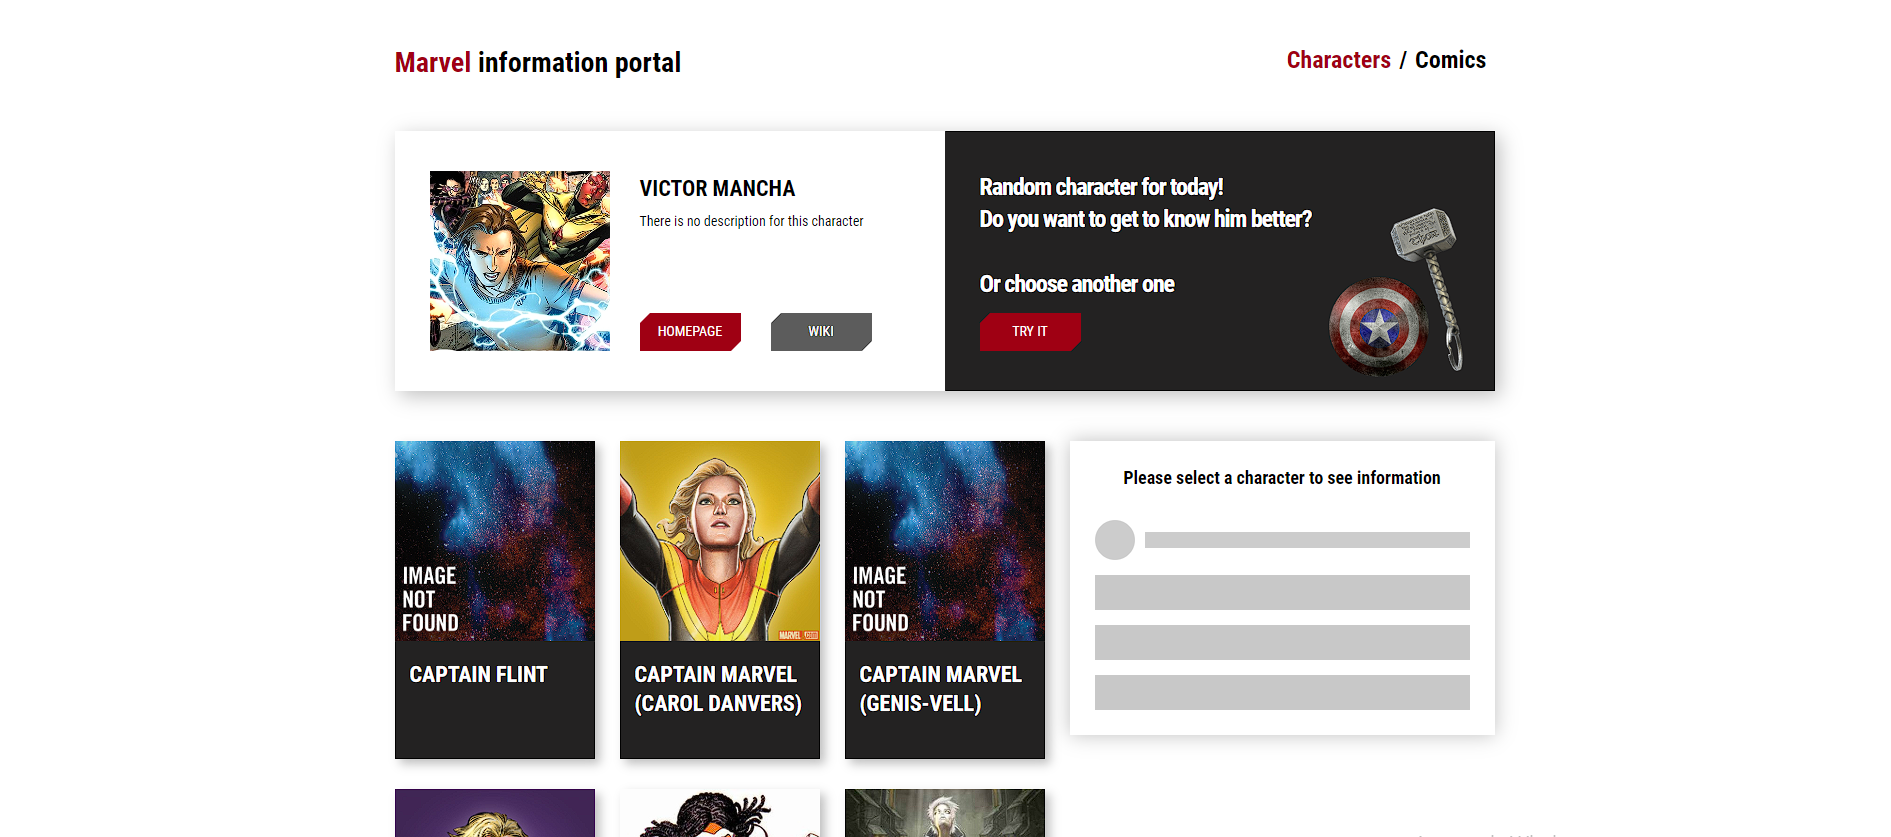 Marvel information portal
Characters / Comics
VICTOR MANCHA
There is no description for this character
HOMEPAGE
WIKI
Random character for today!
Do you want to get to know him better?
Or choose another one
TRY IT
IMAGE
NOT
FOUND
CAPTAIN FLINT
MARVEL
CAPTAIN MARVEL
(CAROL DANVERS)
IMAGE
NOT
FOUND
CAPTAIN MARVEL
(GENIS-VELL)
Please select a character to see information